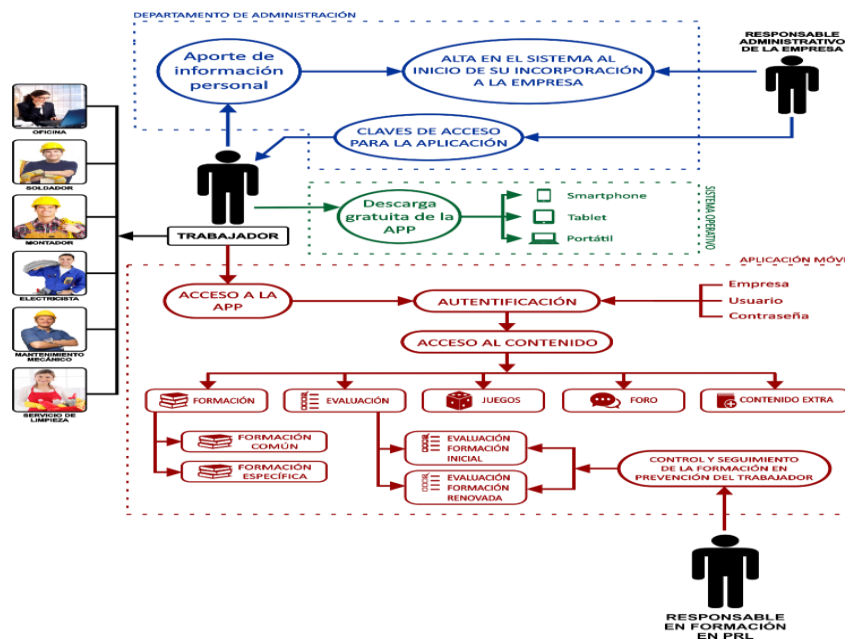 DEPARTAMENTO DE ADMINISTRACIÓN
RESPONSABLE
ADMINISTRATIVO
DE LA EMPRESA
Aporte de
información
personal
ALTA EN EL SISTEMA AL
INICIO DE SU INCORPORACIÓN
A LA EMPRESA
CLAVES DE ACCESO
PARA LA APLICACIÓN
OFICINA
SOLDADOR
MONTADOR
ELECTRICISTA
MANTENIMIENTO
MECÁNICO
SERVICIO DE
LIMPIEZA
TRABAJADOR
Descarga
gratuita de la
APP
Smartphone
Tablet
Portátil
SISTEMA OPERATIVO
APLICACIÓN MÓVI
ACCESO A LA
APP
AUTENTIFICACIÓN
Empresa
Usuario
Contraseña
ACCESO AL CONTENIDO
FORMACIÓN
EVALUACIÓN
JUEGOS
FORO
CONTENIDO EXTRA
FORMACIÓN
COMÚN
FORMACIÓN
ESPECÍFICA
EVALUACIÓN
FORMACIÓN
INICIAL
EVALUACIÓN
FORMACIÓN
RENOVADA
CONTROL Y SEGUIMIENTO
DE LA FORMACIÓN EN
PREVENCIÓN DEL TRABAJADOR
RESPONSABLE
EN FORMACIÓN
EN PRL